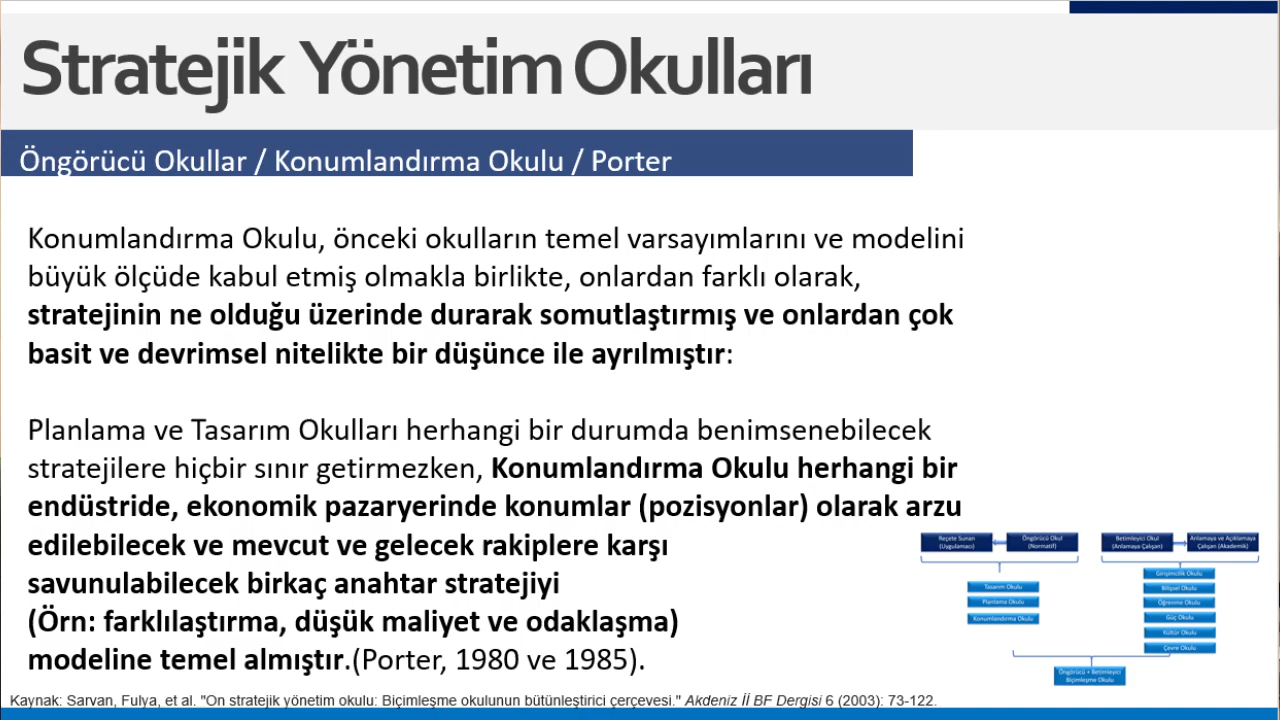 Stratejik Yönetim Okulları
Öngörücü Okullar / Konumlandırma Okulu / Porter
Konumlandırma Okulu, önceki okulların temel varsayımlarını ve modelini
büyük ölçüde kabul etmiş olmakla birlikte, onlardan farklı olarak,
stratejinin ne olduğu üzerinde durarak somutlaştırmış ve onlardan çok
basit ve devrimsel nitelikte bir düşünce ile ayrılmıştır:
Planlama ve Tasarım Okulları herhangi bir durumda benimsenebilecek
stratejilere hiçbir sınır getirmezken, Konumlandırma Okulu herhangi bir
endüstride, ekonomik pazaryerinde konumlar (pozisyonlar) olarak arzu
edilebilecek ve mevcut ve gelecek rakiplere karşı
savunulabilecek birkaç anahtar stratejiyi
(Örn: farklılaştırma, düşük maliyet ve odaklaşma)
modeline temel almıştır.(Porter, 1980 ve 1985).
Reçete Sunan
(Uygulamacı)
Öngörücü Okul
(Normatif)
Tasarım Okulu
Planlama Okulu
Konumlandırma Okulu
Betimleyici Okul
(Anlamaya Çalışan)
Anlamaya ve Açıklamaya
Çalışan (Akademik)
Girişimcilik Okulu
Bilişsel Okulu
Öğrenme Okulu
Güç Okulu
Kültür Okulu
Çevre Okulu
Öngörücü + Betimleyici
Biçimleşme Okulu
Kaynak: Sarvan, Fulya, et al. "On stratejik yönetim okulu: Biçimleşme okulunun bütünleştirici çerçevesi." Akdeniz İİ BF Dergisi 6 (2003): 73-122.